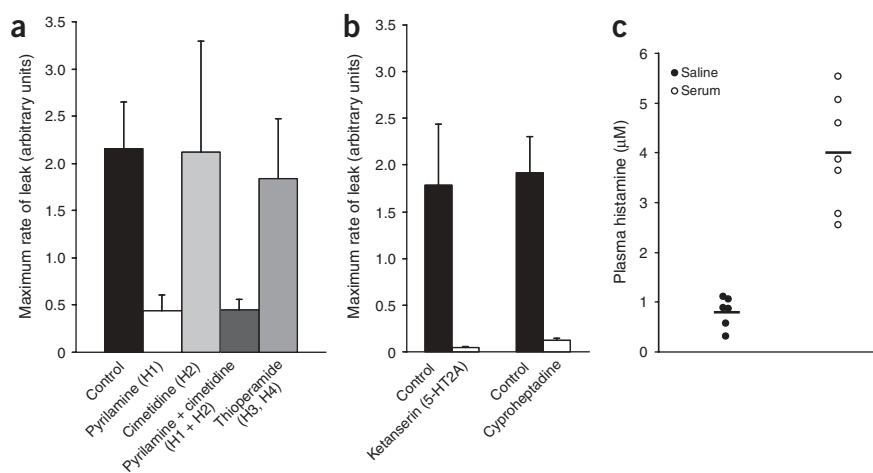 a
Maximum rate of leak (arbitrary units)
3.5
3.0
2.5
2.0
1.5
1.0
0.5
0
Control
Pyrilamine (H1)
Cimetidine (H2)
Pyrilamine + cimetidine
(H1 + H2)
Thioperamide
(H3, H4)
b
Maximum rate of leak (arbitrary units)
3.5
3.0
2.5
2.0
1.5
1.0
0.5
0
Control
Ketanserin (5-HT2A)
Control
Cyproheptadine
c
Plasma histamine (μM)
6
5
4
3
2
1
0
Saline
Serum